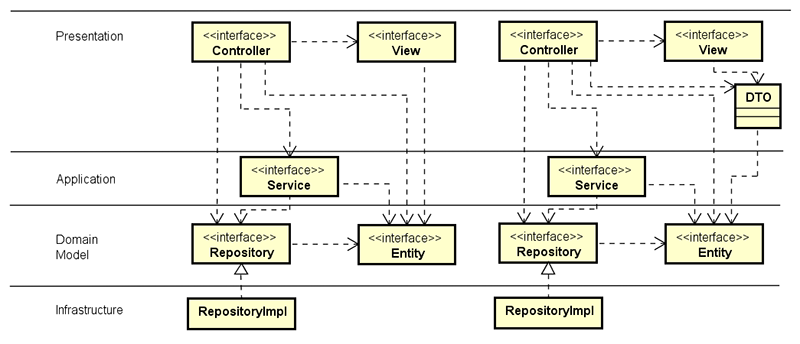 Presentation
<<interface>>
Controller
<<interface>>
View
<<interface>>
Controller
<<interface>>
View
DTO
Application
<<interface>>
Service
<<interface>>
Service
Domain
Model
<<interface>>
Repository
<<interface>>
Entity
<<interface>>
Repository
<<interface>>
Entity
Infrastructure
RepositoryImpl
RepositoryImpl